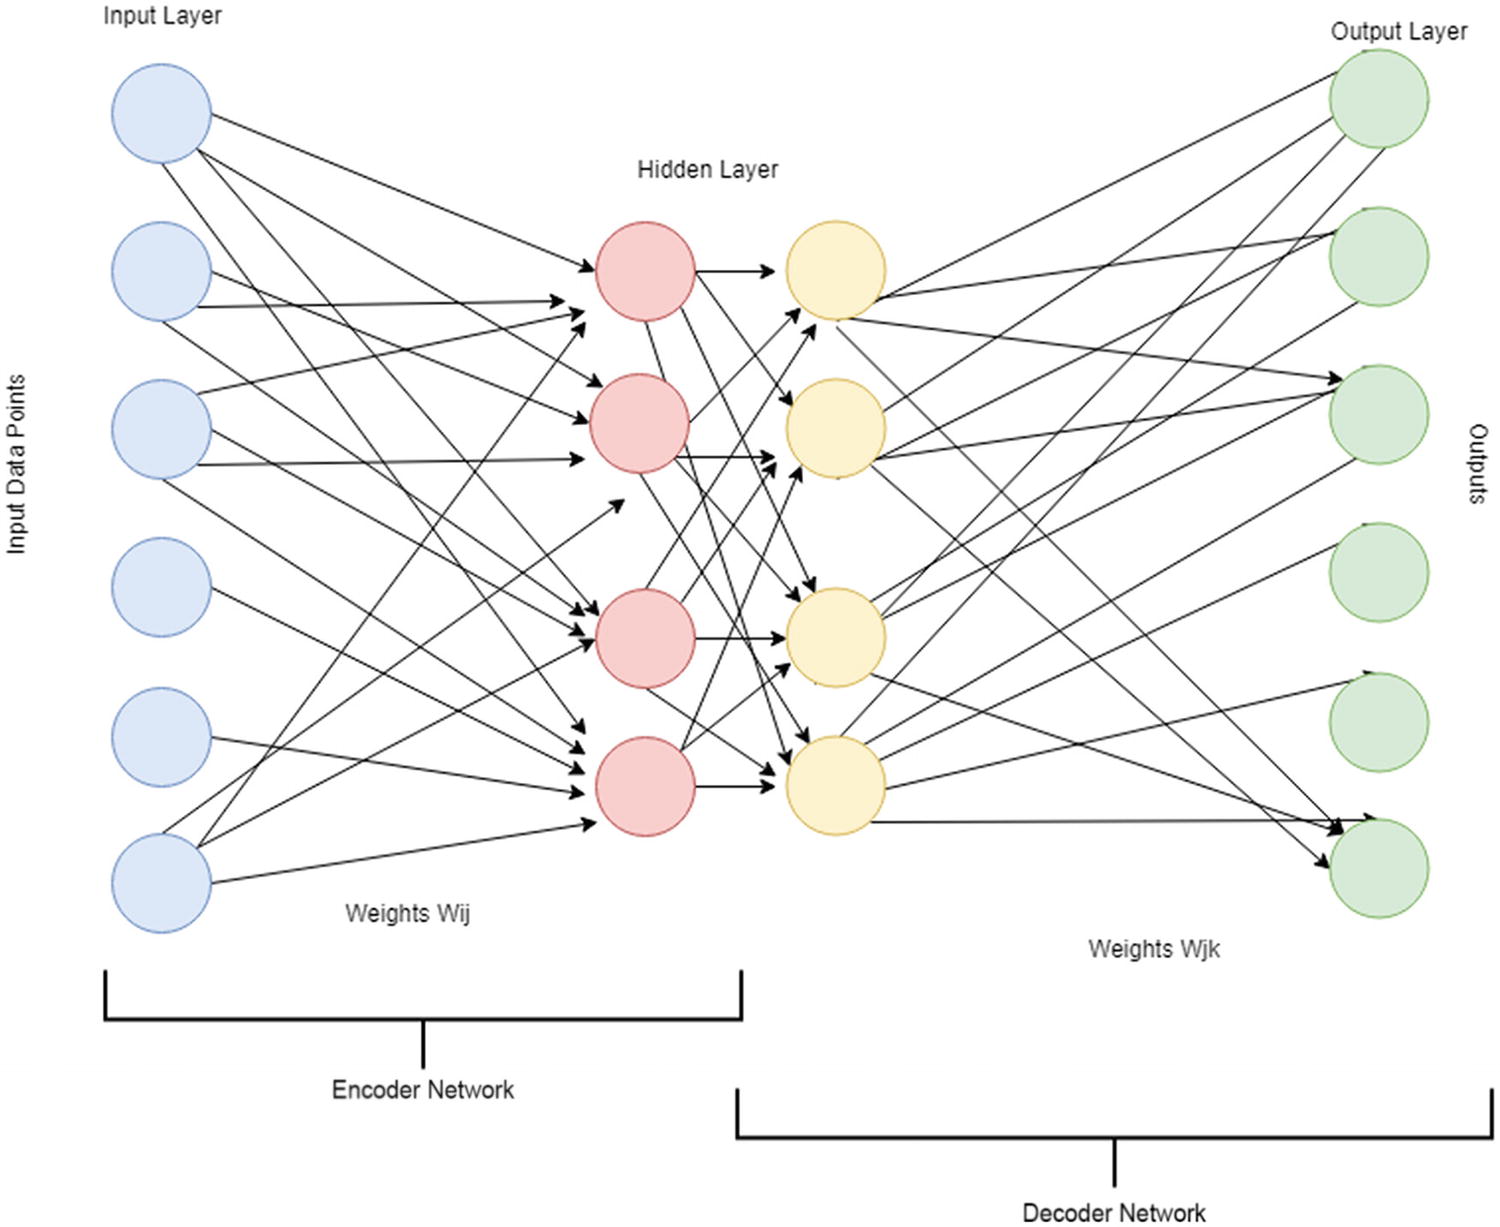 Input Layer
Output Layer
Hidden Layer
Input Data Points
Outputs
Weights Wij
Weights Wjk
Encoder Network
Decoder Network